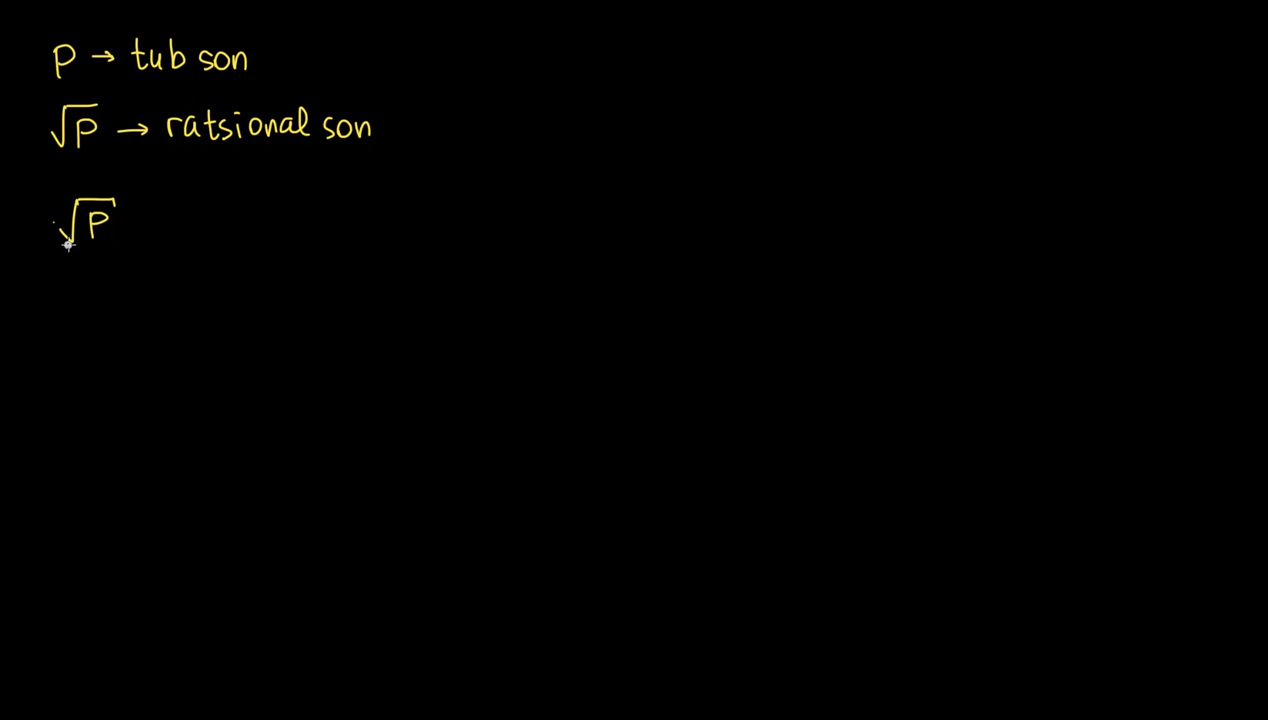 p → tub son
√p → ratsional son
√p